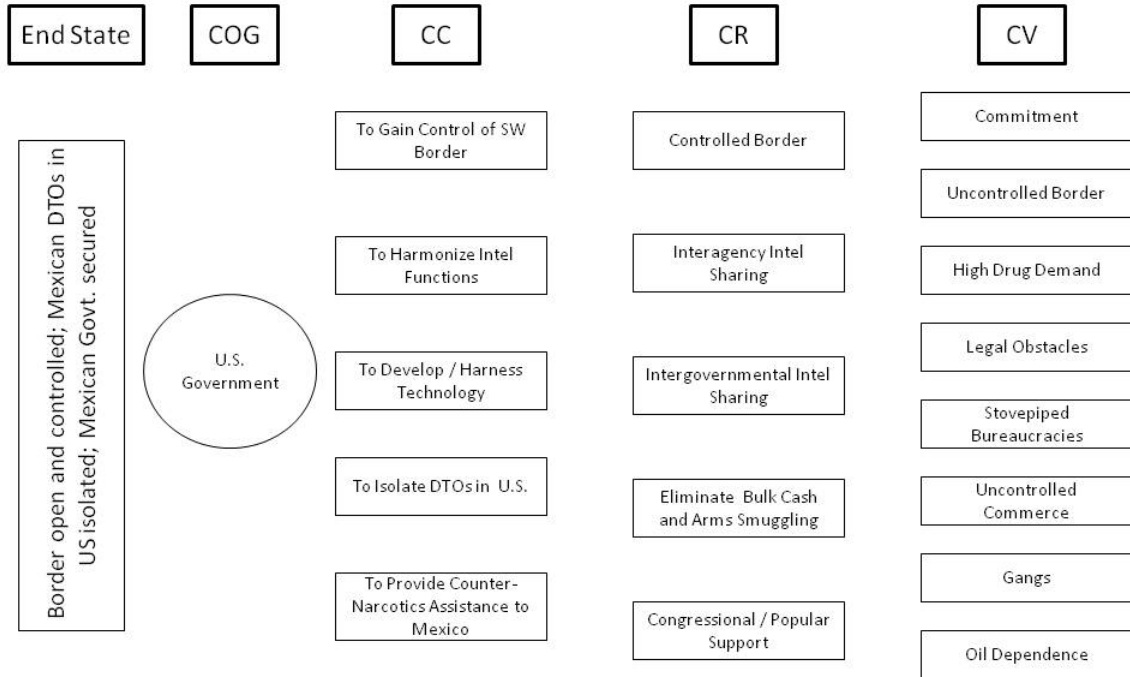 End State
COG
CC
CR
CV
Border open and controlled; Mexican DTOs in
US isolated; Mexican Govt. secured
U.S.
Government
To Gain Control of SW
Border
To Harmonize Intel
Functions
To Develop / Harness
Technology
To Isolate DTOs in U.S.
To Provide Counter-
Narcotics Assistance to
Mexico
Controlled Border
Interagency Intel
Sharing
Intergovernmental Intel
Sharing
Eliminate Bulk Cash
and Arms Smuggling
Congressional / Popular
Support
Commitment
Uncontrolled Border
High Drug Demand
Legal Obstacles
Stovepiped
Bureaucracies
Uncontrolled
Commerce
Gangs
Oil Dependence